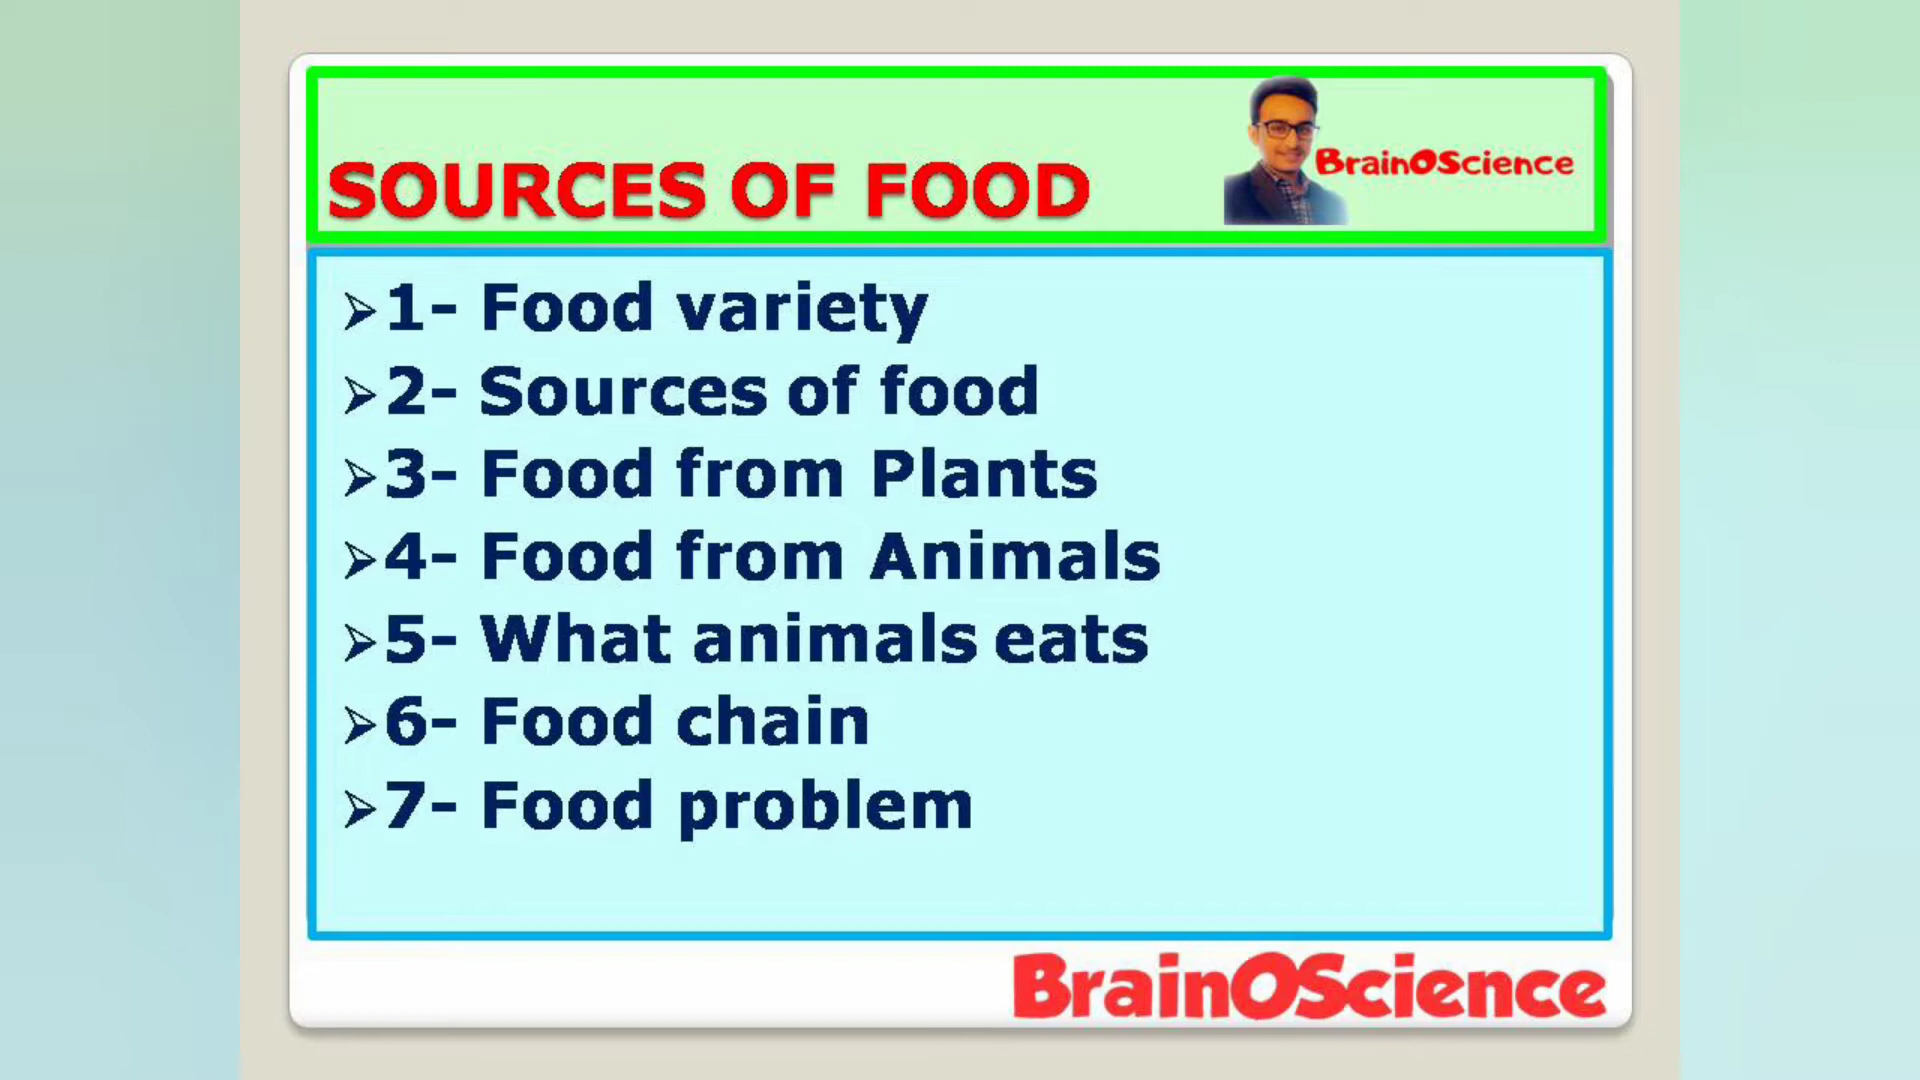 SOURCES OF FOOD
BrainOScience
➢1- Food variety
➢2- Sources of food
➢3- Food from Plants
➢4- Food from Animals
➢5- What animals eats
➢6- Food chain
➢7- Food problem
BrainOScience